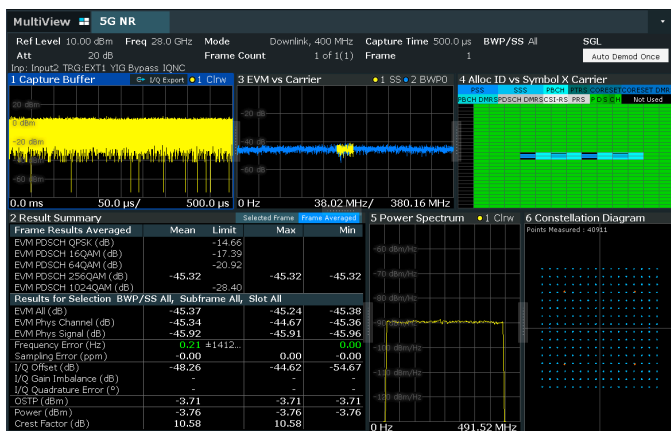 MultiView 5G NR
Ref Level 10.00 dBm Freq 28.0 GHz Mode Downlink, 400 MHz Capture Time 500.0 µs BWP/SS All SGL
Att 20 dB Frame Count 1 of 1(1) Frame 1 Auto Demod Once
Inp: Input2 TRG:EXT1 YIG Bypass IQNC
1 Capture Buffer I/Q Export 1 Clrw
20 dBm
0 dBm
-20 dBm
-60 dBm
0.0 ms 50.0 µs/ 500.0 µs
3 EVM vs Carrier 1 SS 2 BWP0
-20 dB
-60 dB
0 Hz 38.02 MHz/ 380.16 MHz
4 Alloc ID vs Symbol X Carrier
PSS SSS PBCH PTRS CORESET CORESET DMR
PBCH DMRS PDSCH DMRS CSI-RS PRS PDSCH Not Used
2 Result Summary Selected Frame Frame Averaged
Frame Results Averaged Mean Limit Max Min
EVM PDSCH QPSK (dB) -14.66
EVM PDSCH 16QAM (dB) -17.39
EVM PDSCH 64QAM (dB) -20.92
EVM PDSCH 256QAM (dB) -45.32 -45.32 -45.32
EVM PDSCH 1024QAM (dB) -28.40
Results for Selection BWP/SS All, Subframe All, Slot All
EVM All (dB) -45.37 -45.24 -45.38
EVM Phys Channel (dB) -45.34 -44.67 -45.36
EVM Phys Signal (dB) -45.92 -45.91 -45.96
Frequency Error (Hz) 0.21 ±1412... 0.00
Sampling Error (ppm) -0.00 0.00 -0.00
I/Q Offset (dB) -48.26 -44.62 -54.67
I/Q Gain Imbalance (dB) - - -
I/Q Quadrature Error (º) - - -
OSTP (dBm) -3.71 -3.71 -3.71
Power (dBm) -3.76 -3.76 -3.76
Crest Factor (dB) 10.58 10.58
5 Power Spectrum 1 Clrw
-60 dBm/Hz
-70 dBm/Hz
-80 dBm/Hz
-90 dBm/Hz
-100 dBm/Hz
-110 dBm/Hz
0 Hz 491.52 MHz
6 Constellation Diagram
Points Measured : 40911